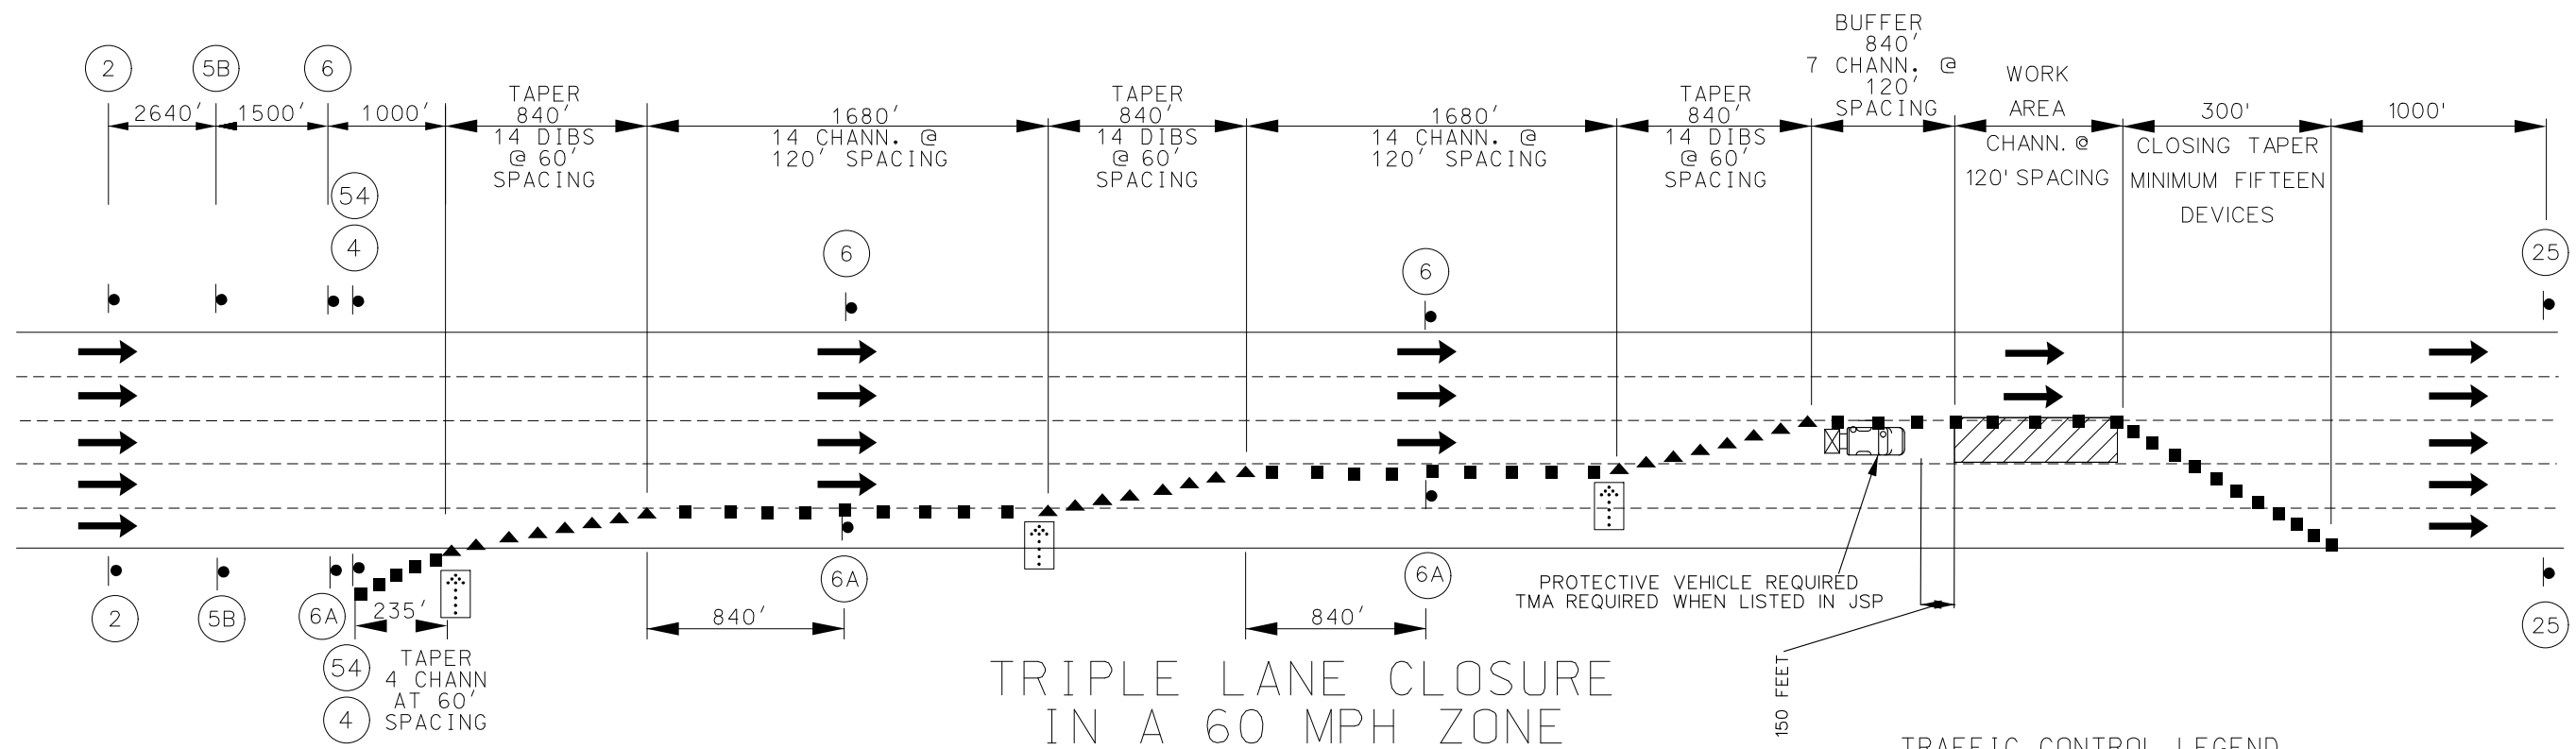 2
5B
6
2640'
1500'
1000'
TAPER
840'
14 DIBS
@ 60'
SPACING
1680'
14 CHANN. @
120' SPACING
TAPER
840'
14 DIBS
@ 60'
SPACING
1680'
14 CHANN. @
120' SPACING
TAPER
840'
14 DIBS
@ 60'
SPACING
BUFFER
840'
7 CHANN. @
120'
SPACING
WORK
AREA
CHANN. @
120' SPACING
300'
CLOSING TAPER
MINIMUM FIFTEEN
DEVICES
1000'
54
4
6
6
25
2
5B
6A
235'
54
4
TAPER
4 CHANN
AT 60'
SPACING
840'
6A
840'
6A
PROTECTIVE VEHICLE REQUIRED
TMA REQUIRED WHEN LISTED IN JSP
150 FEET
25
TRIPLE LANE CLOSURE
IN A 60 MPH ZONE
TRAFFIC CONTROL LEGEND